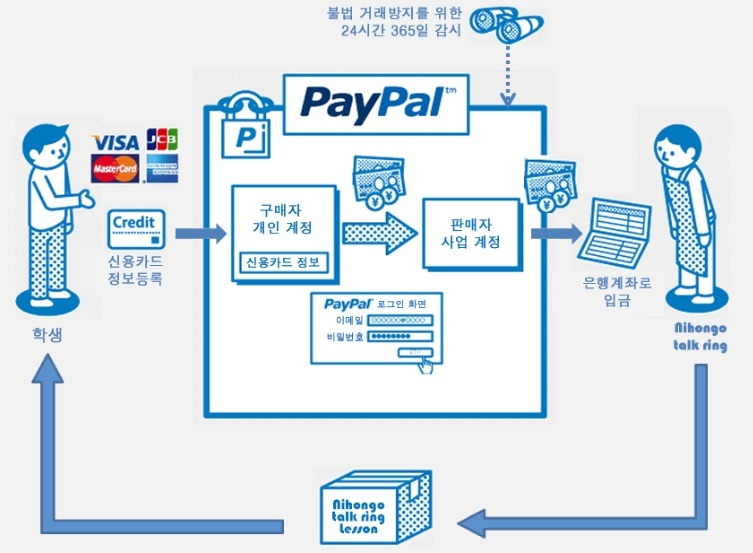 불법 거래방지를 위한
24시간 365일 감시
PayPal™
P
VISA
JCB
MasterCard
Credit
신용카드
정보등록
학생
구매자
개인 계정
신용카드 정보
판매자
사업 계정
PayPal 로그인 화면
이메일
비밀번호
은행계좌로
입금
Nihongo
talk ring
Nihongo
talk ring
Lesson